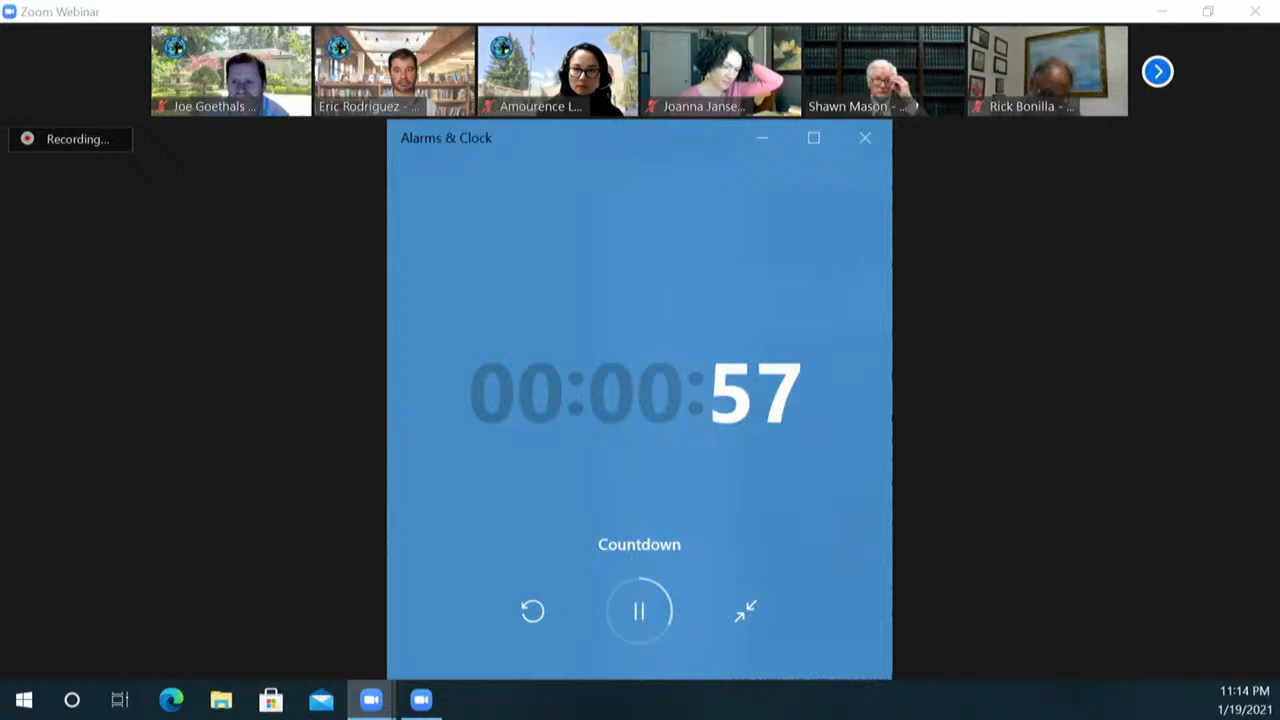 Zoom Webinar
Joe Goethals ...
Eric Rodriguez - ...
Amourence L...
Joanna Janse...
Shawn Mason - ...
Rick Bonilla - ...
Recording...
Alarms & Clock
00:00:57
Countdown
11:14 PM
1/19/2021